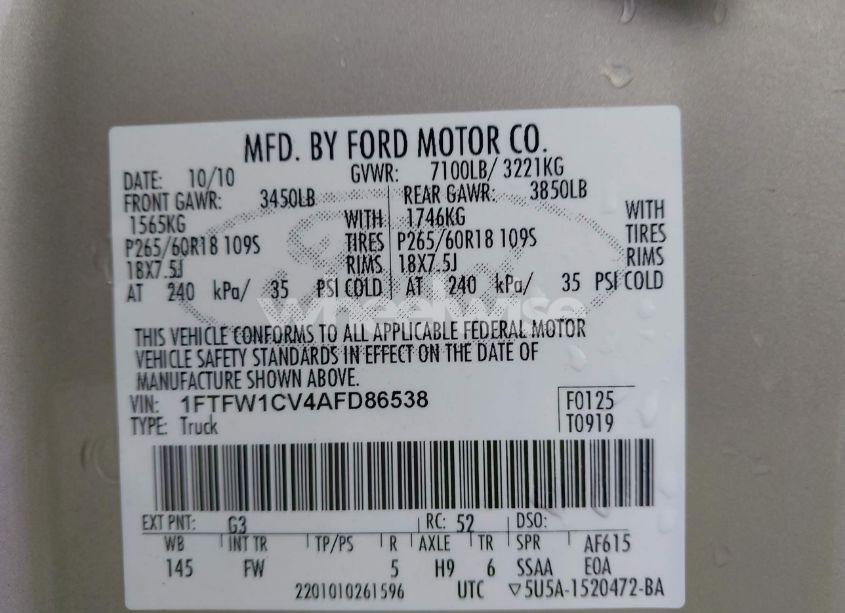 MFD. BY FORD MOTOR CO.
DATE: 10/10 GVWR: 7100LB/ 3221KG
FRONT GAWR: 3450LB REAR GAWR: 3850LB
1565KG WITH 1746KG WITH
P265/60R18 109S TIRES P265/60R18 109S TIRES
18X7.5J RIMS 18X7.5J RIMS
AT 240 kPa/ 35 PSI COLD AT 240 kPa/ 35 PSI COLD
wheelwise
THIS VEHICLE CONFORMS TO ALL APPLICABLE FEDERAL MOTOR
VEHICLE SAFETY STANDARDS IN EFFECT ON THE DATE OF
MANUFACTURE SHOWN ABOVE.
VIN: 1FTFW1CV4AFD86538 F0125
TYPE: Truck T0919
EXT PNT: G3 RC: 52 DSO:
WB INT TR TP/PS R AXLE TR SPR AF615
145 FW 5 H9 6 SSAA EOA
2201010261596 UTC ▽5U5A-1520472-BA